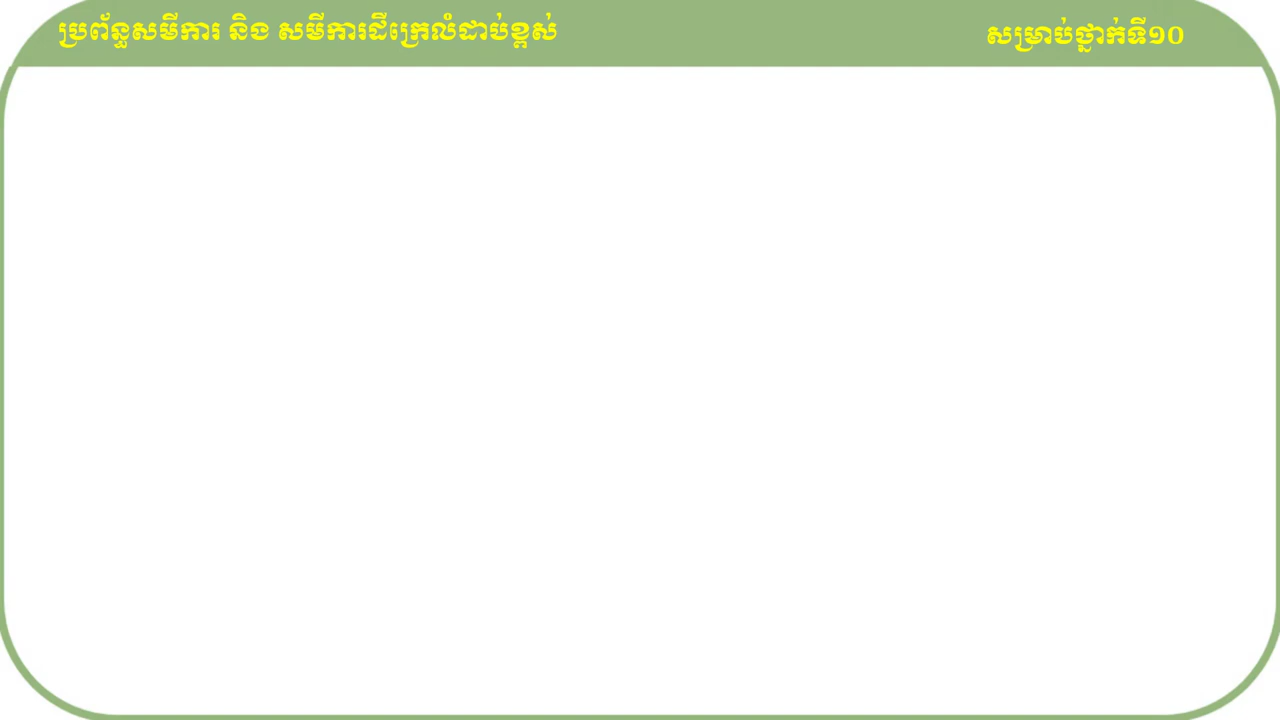 ប្រព័ន្ធសមីការ និង សមីការដឺក្រេលំដាប់ខ្ពស់
សម្រាប់ថ្នាក់ទី១០